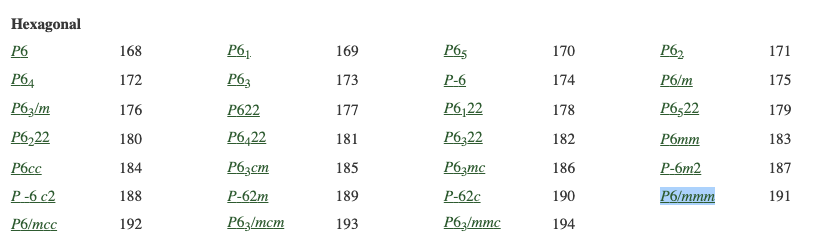 Hexagonal
P6 168 P6₁ 169 P6₅ 170 P6₂ 171
P6₄ 172 P6₃ 173 P-6 174 P6/m 175
P6₃/m 176 P622 177 P6₁22 178 P6₅22 179
P6₂22 180 P6₄22 181 P6₃22 182 P6mm 183
P6cc 184 P6₃cm 185 P6₃mc 186 P-6m2 187
P -6 c2 188 P-62m 189 P-62c 190 P6/mmm 191
P6/mcc 192 P6₃/mcm 193 P6₃/mmc 194